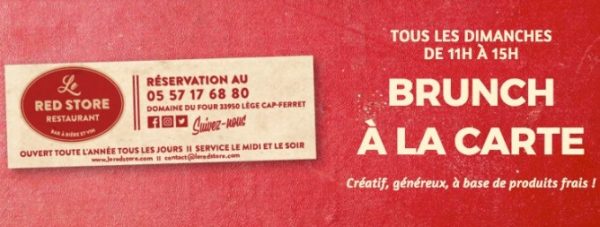 Le
RED STORE
RESTAURANT
BAR À BIÈRE ET VIN
RÉSERVATION AU
05 57 17 68 80
DOMAINE DU FOUR 33950 LÈGE CAP-FERRET
Suivez-nous
OUVERT TOUTE L'ANNÉE TOUS LES JOURS II SERVICE LE MIDI ET LE SOIR
www.leredstore.com II contact@leredstore.com
TOUS LES DIMANCHES
DE 11H À 15H
BRUNCH
À LA CARTE
Créatif, généreux, à base de produits frais !